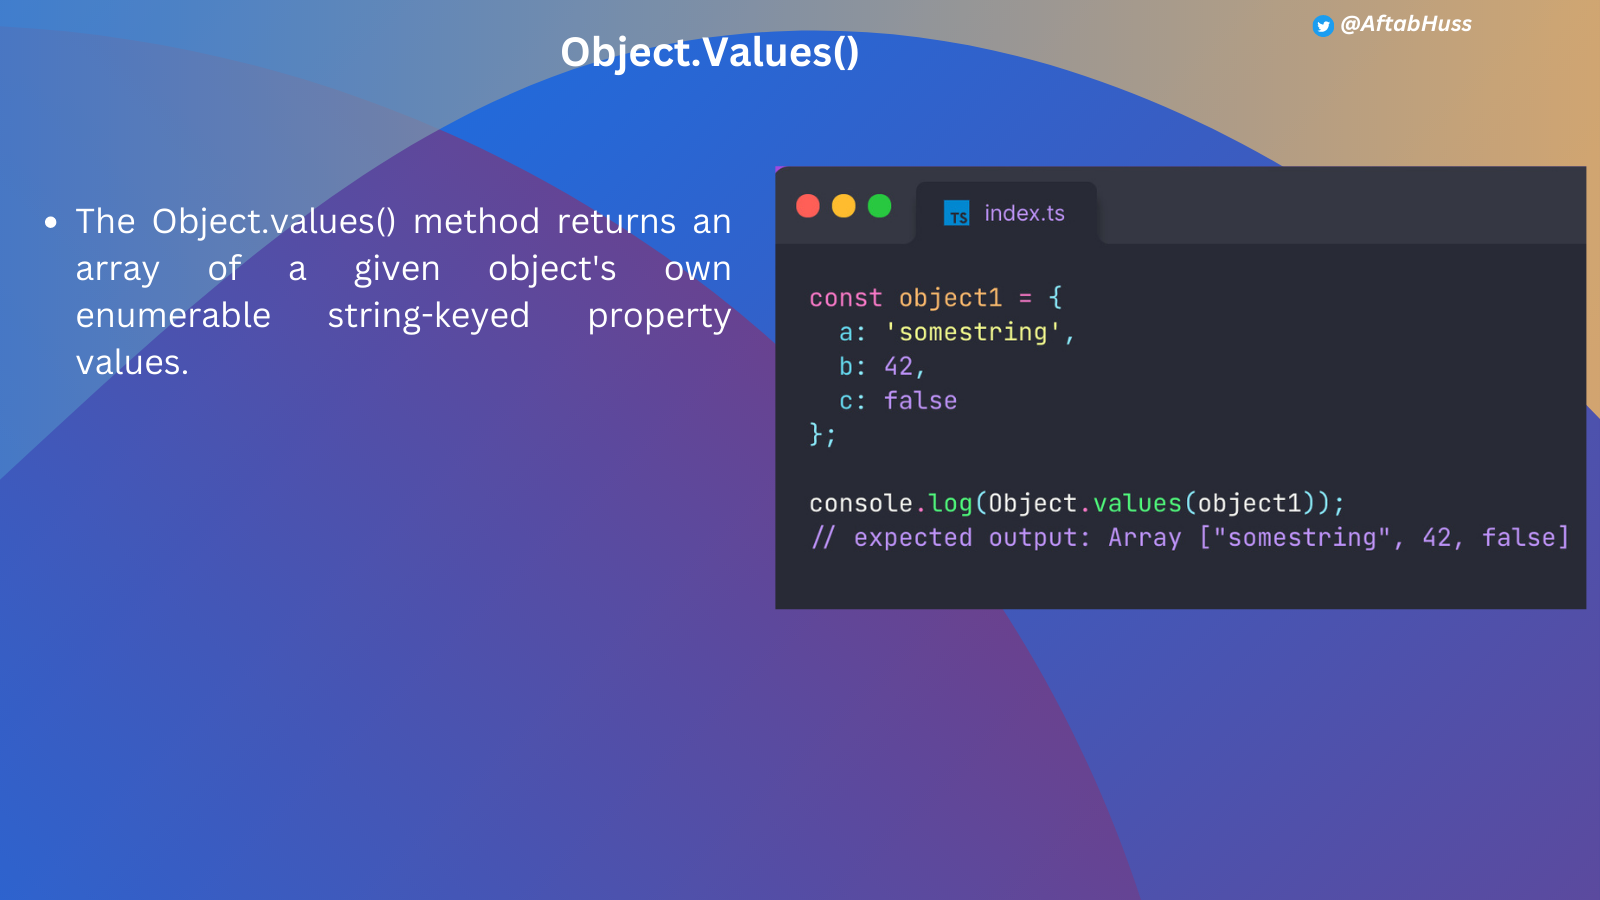 @AftabHuss
Object.Values()
• The Object.values() method returns an
array of a given object's own
enumerable string-keyed property
values.
TS index.ts
const object1 = {
  a: 'somestring',
  b: 42,
  c: false
};
console.log(Object.values(object1));
// expected output: Array ["somestring", 42, false]